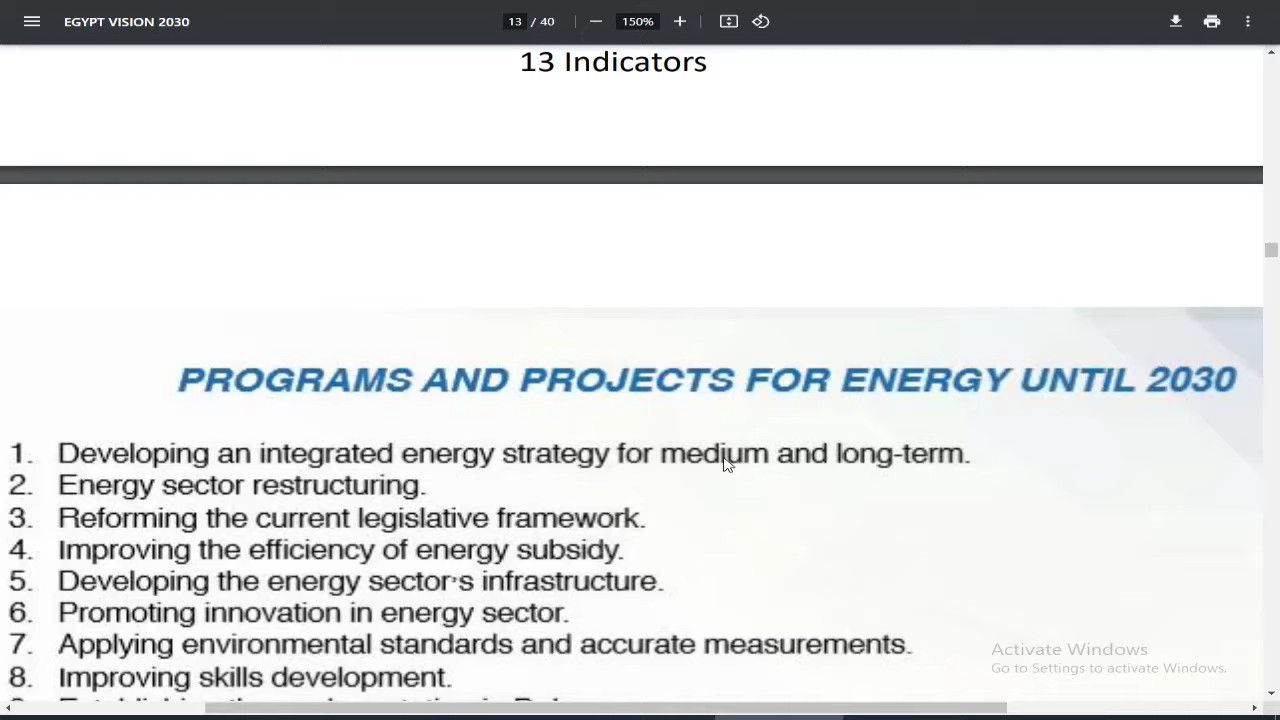 EGYPT VISION 2030
13 / 40
150%
13 Indicators
PROGRAMS AND PROJECTS FOR ENERGY UNTIL 2030
1. Developing an integrated energy strategy for medium and long-term.
2. Energy sector restructuring.
3. Reforming the current legislative framework.
4. Improving the efficiency of energy subsidy.
5. Developing the energy sector's infrastructure.
6. Promoting innovation in energy sector.
7. Applying environmental standards and accurate measurements.
8. Improving skills development.
Activate Windows
Go to Settings to activate Windows.